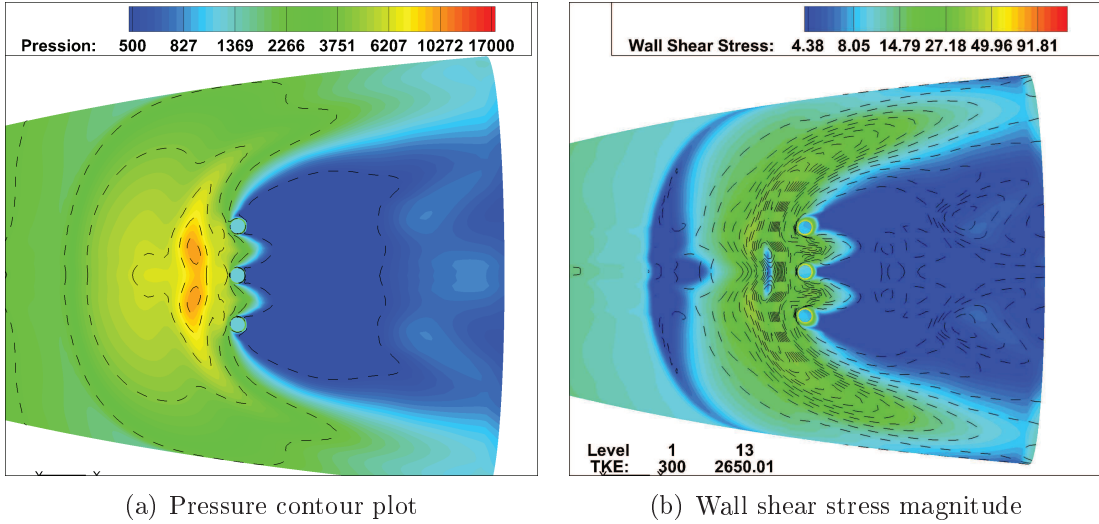 Pression: 500 827 1369 2266 3751 6207 10272 17000
Wall Shear Stress: 4.38 8.05 14.79 27.18 49.96 91.81
Level 1 13
TKE: 300 2650.01
(a) Pressure contour plot
(b) Wall shear stress magnitude